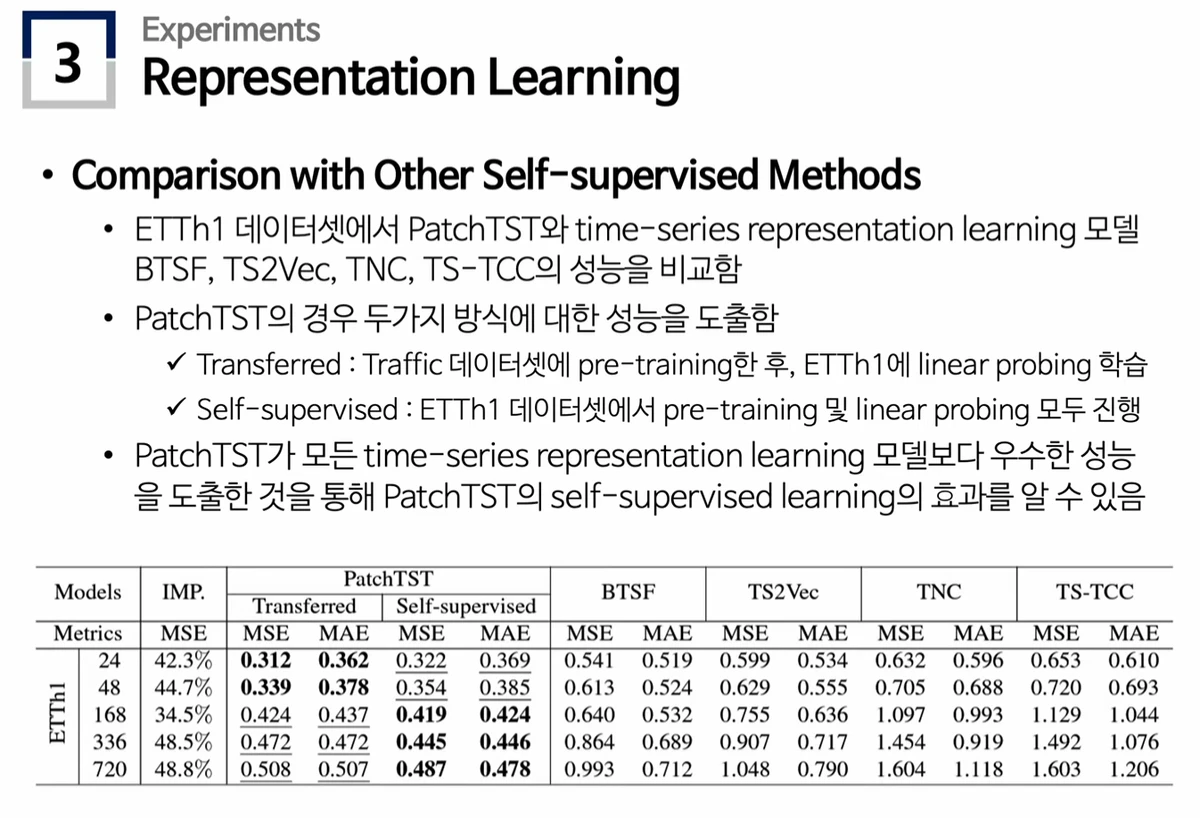 3
Experiments
Representation Learning
• Comparison with Other Self-supervised Methods
• ETTh1 데이터셋에서 PatchTST와 time-series representation learning 모델
BTSF, TS2Vec, TNC, TS-TCC의 성능을 비교함
• PatchTST의 경우 두가지 방식에 대한 성능을 도출함
✓ Transferred : Traffic 데이터셋에 pre-training한 후, ETTh1에 linear probing 학습
✓ Self-supervised : ETTh1 데이터셋에서 pre-training 및 linear probing 모두 진행
• PatchTST가 모든 time-series representation learning 모델보다 우수한 성능
을 도출한 것을 통해 PatchTST의 self-supervised learning의 효과를 알 수 있음
Models IMP. PatchTST BTSF TS2Vec TNC TS-TCC
Transferred Self-supervised
Metrics MSE MSE MAE MSE MAE MSE MAE MSE MAE MSE MAE MSE MAE
ETTh1
24 42.3% 0.312 0.362 0.322 0.369 0.541 0.519 0.599 0.534 0.632 0.596 0.653 0.610
48 44.7% 0.339 0.378 0.354 0.385 0.613 0.524 0.629 0.555 0.705 0.688 0.720 0.693
168 34.5% 0.424 0.437 0.419 0.424 0.640 0.532 0.755 0.636 1.097 0.993 1.129 1.044
336 48.5% 0.472 0.472 0.445 0.446 0.864 0.689 0.907 0.717 1.454 0.919 1.492 1.076
720 48.8% 0.508 0.507 0.487 0.478 0.993 0.712 1.048 0.790 1.604 1.118 1.603 1.206